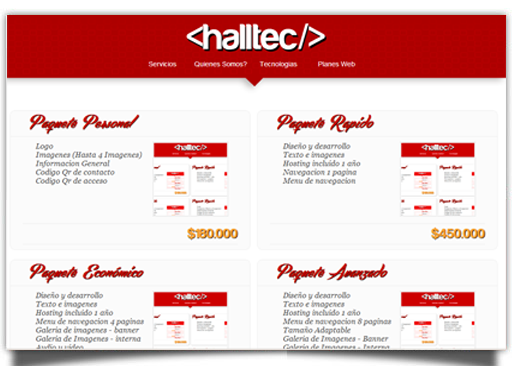 <halltec/>
Servicios Quienes Somos? Tecnologias Planes Web
Paquete Personal
Logo
Imagenes (Hasta 4 Imagenes)
Informacion General
Codigo Qr de contacto
Codigo Qr de acceso
$180.000
Paquete Rapido
Diseño y desarrollo
Texto e imagenes
Hosting incluido 1 año
Navegacion 1 pagina
Menu de navegacion
$450.000
Paquete Económico
Diseño y desarrollo
Texto e imagenes
Hosting incluido 1 año
Menu de navegacion 4 paginas
Galeria de imagenes - banner
Galeria de imagenes - interna
Audio y video
<halltec/>
Paquete Avanzado
Diseño y desarrollo
Texto e imagenes
Hosting incluido 1 año
Menu de navegacion 8 paginas
Tamaño Adaptable
Galeria de Imagenes - Banner
Galeria de Imagenes - Interna
<halltec/>